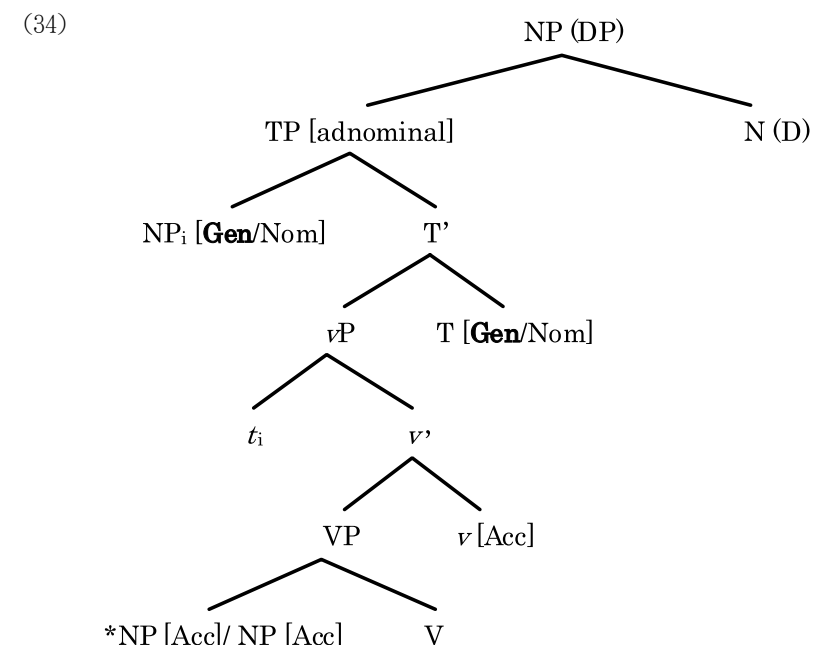 (34)
NP (DP)
TP [adnominal] N (D)
NPi [Gen/Nom] T’
vP T [Gen/Nom]
ti v’
VP v [Acc]
*NP [Acc]/ NP [Acc] V